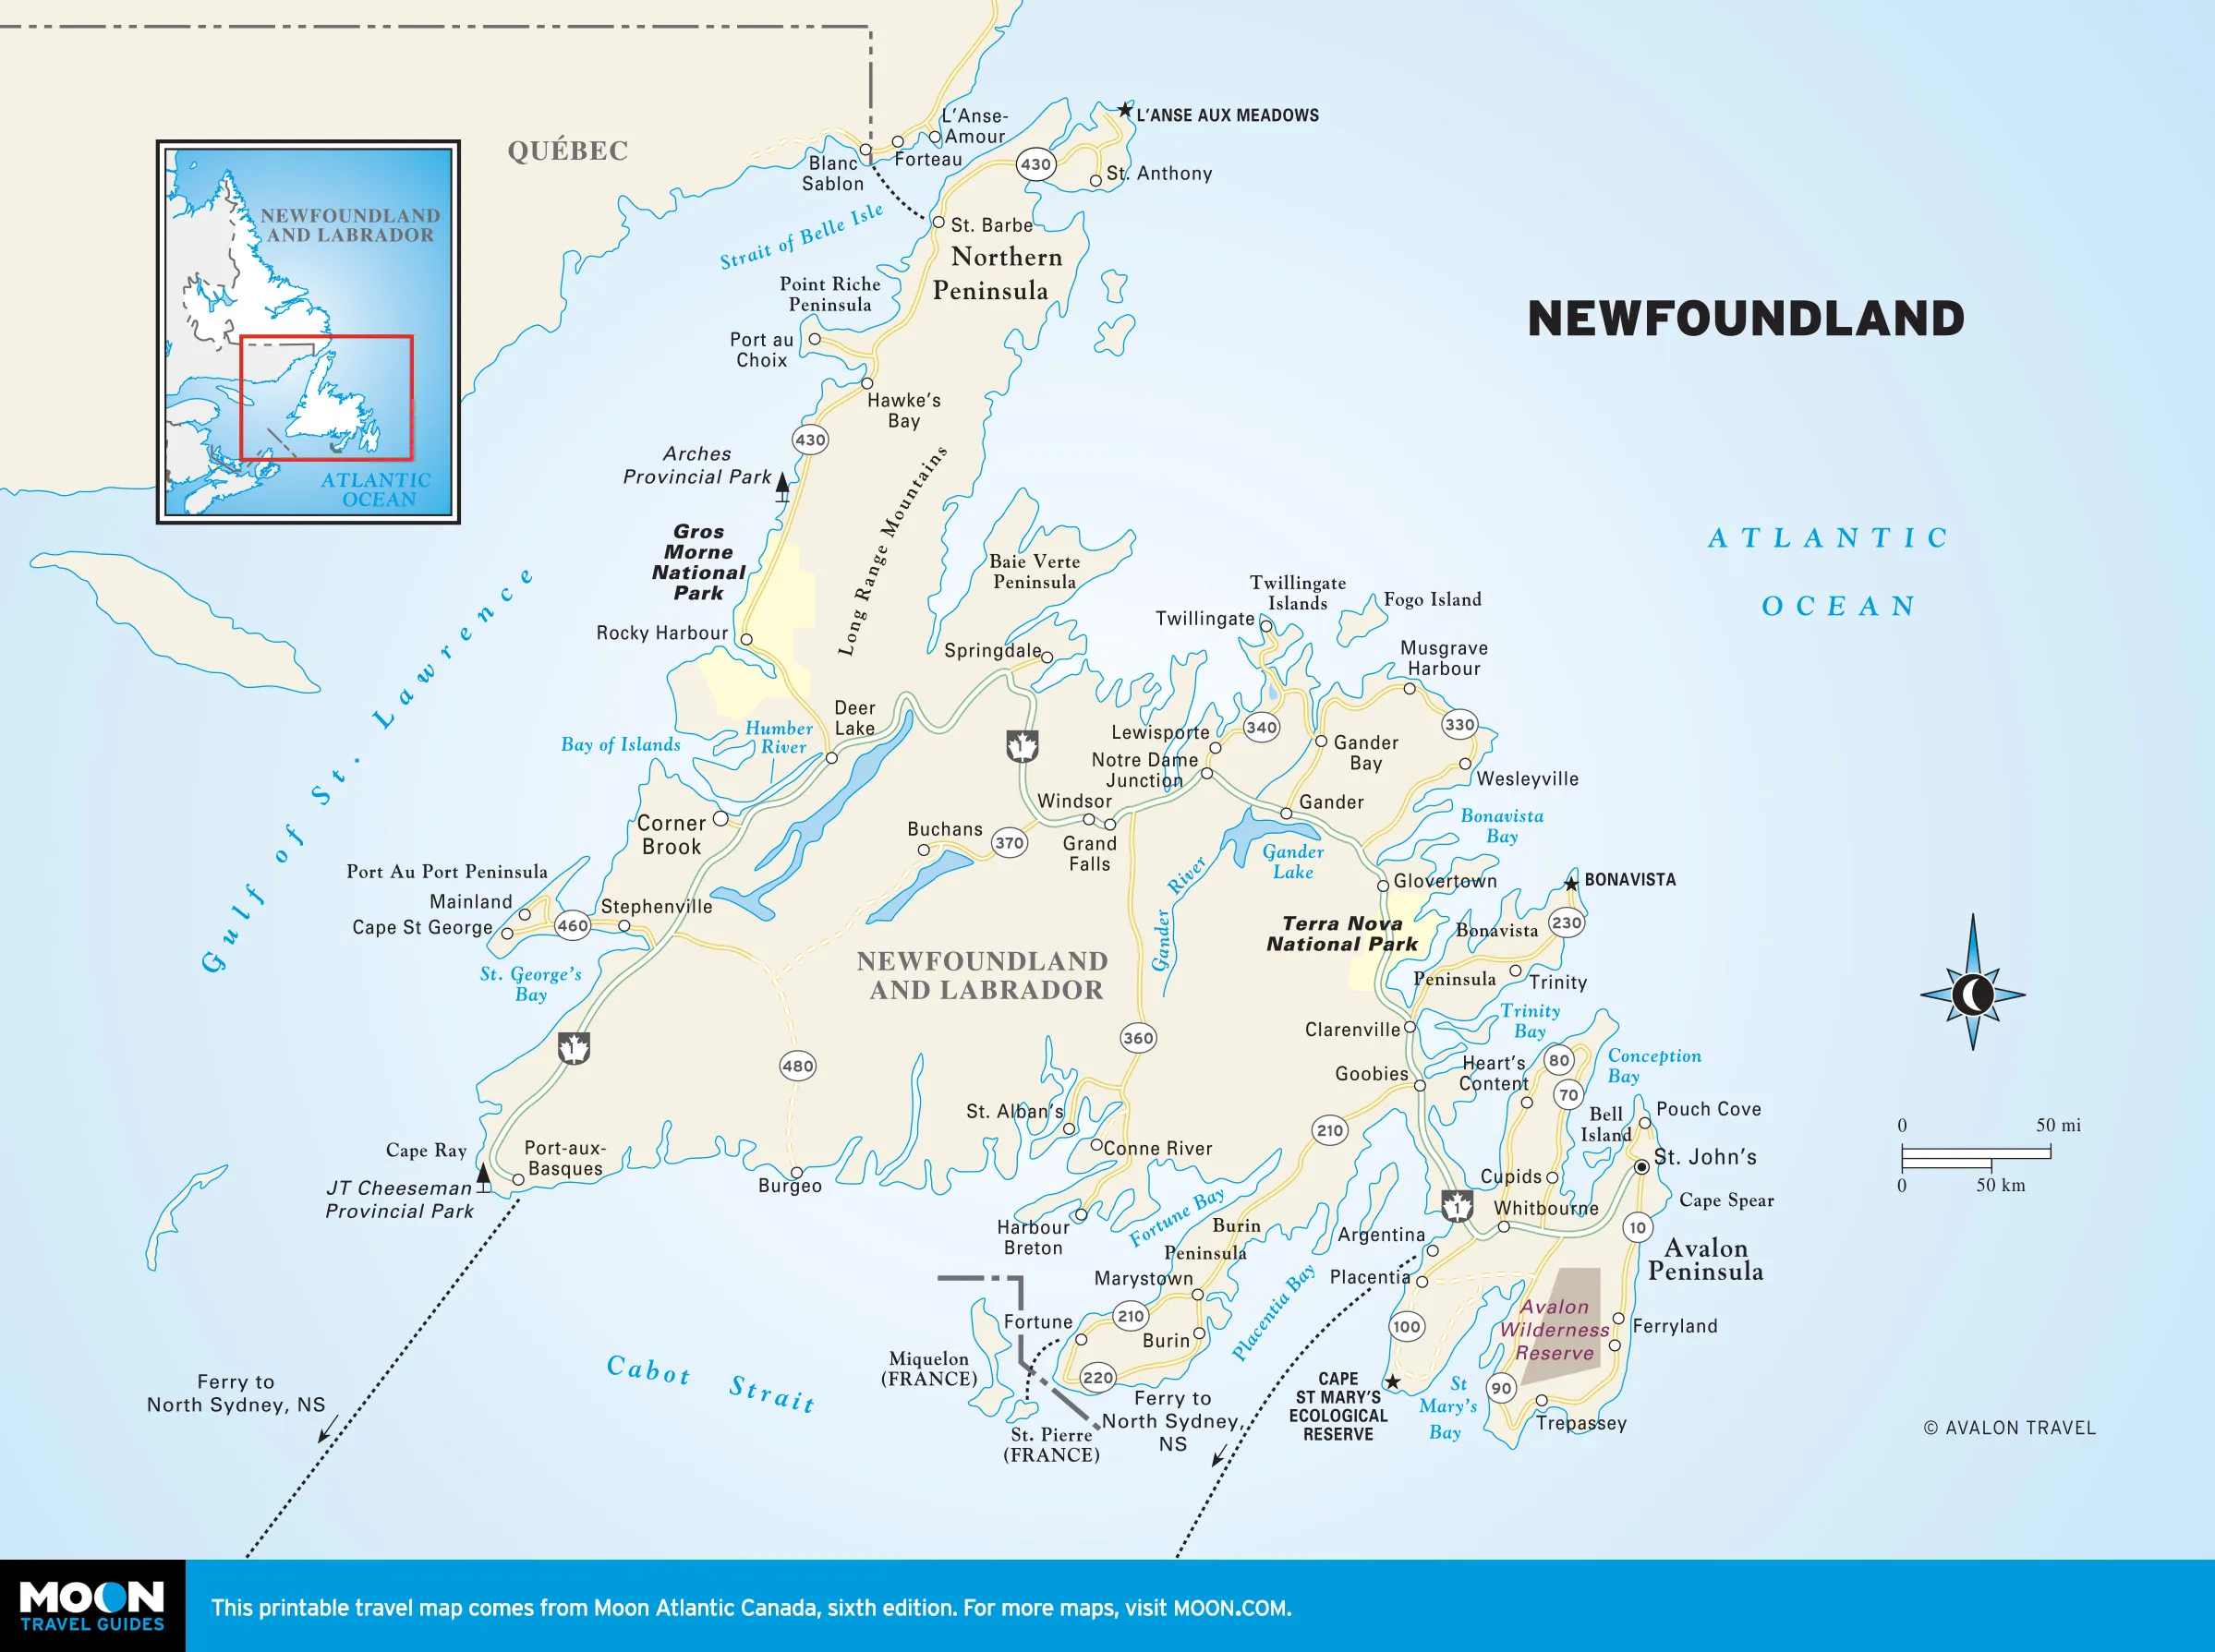 QUÉBEC
L'Anse-
Amour
L'ANSE AUX MEADOWS
Blanc
Sablon
Forteau
430
St. Anthony
NEWFOUNDLAND
AND LABRADOR
ATLANTIC
OCEAN
Strait of Belle Isle
St. Barbe
Northern
Peninsula
Point Riche
Peninsula
Port au
Choix
Hawke's
Bay
NEWFOUNDLAND
430
Arches
Provincial Park
Long Range Mountains
Gros
Morne
National
Park
Rocky Harbour
Baie Verte
Peninsula
ATLANTIC
OCEAN
Gulf of St. Lawrence
Twillingate
Islands
Twillingate
Fogo Island
Springdale
Musgrave
Harbour
Deer
Lake
Humber
River
Bay of Islands
1
Lewisporte
340
330
Notre Dame
Junction
Gander
Bay
Wesleyville
Windsor
Gander
Bonavista
Bay
Corner
Brook
Buchans
370
Grand
Falls
Gander
Lake
Gander River
Port Au Port Peninsula
Mainland
Cape St George
460
Stephenville
Glovertown
BONAVISTA
Terra Nova
National Park
230
Bonavista
Peninsula
Trinity
St. George's
Bay
NEWFOUNDLAND
AND LABRADOR
Trinity
Bay
Clarenville
1
480
360
Goobies
Heart's
Content
80
70
Conception
Bay
Bell
Island
Pouch Cove
St. Alban's
Conne River
210
Cape Ray
Port-aux-
Basques
JT Cheeseman
Provincial Park
Burgeo
Cupids
St. John's
1
Whitbourne
Cape Spear
0 50 mi
0 50 km
Harbour
Breton
Fortune Bay
Burin
Peninsula
Argentina
10
Avalon
Peninsula
Placentia
Marystown
Placentia Bay
Fortune
210
Burin
100
Avalon
Wilderness
Reserve
Ferryland
Miquelon
(FRANCE)
220
Cabot Strait
Ferry to
North Sydney, NS
Ferry to
North Sydney,
NS
St. Pierre
(FRANCE)
CAPE
ST MARY'S
ECOLOGICAL
RESERVE
St
Mary's
Bay
90
Trepassey
© AVALON TRAVEL
MOON
TRAVEL GUIDES
This printable travel map comes from Moon Atlantic Canada, sixth edition. For more maps, visit MOON.COM.